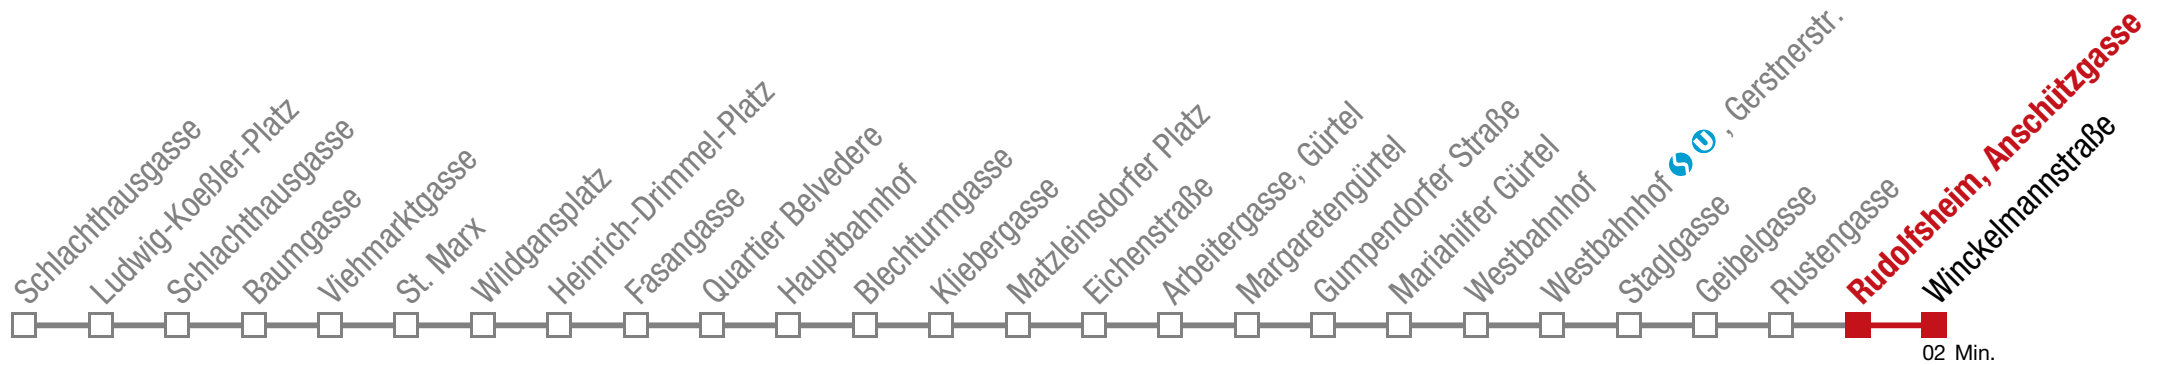 Schlachthausgasse
Ludwig-Koeßler-Platz
Schlachthausgasse
Baumgasse
Viehmarktgasse
St. Marx
Wildgansplatz
Heinrich-Drimmel-Platz
Fasangasse
Quartier Belvedere
Hauptbahnhof
Blechturmgasse
Kliebergasse
Matzleinsdorfer Platz
Eichenstraße
Arbeitergasse, Gürtel
Margaretengürtel
Gumpendorfer Straße
Mariahilfer Gürtel
Westbahnhof
Westbahnhof S U , Gerstnerstr.
Staglgasse
Geibelgasse
Rustengasse
Rudolfsheim, Anschützgasse
Winckelmannstraße
02 Min.